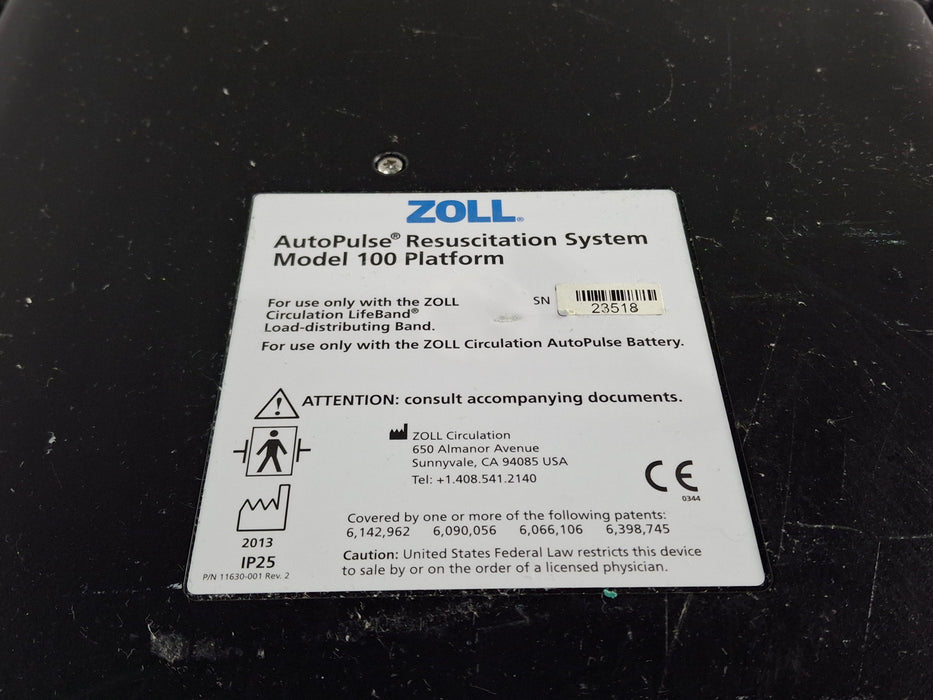 ZOLL®
AutoPulse® Resuscitation System
Model 100 Platform
For use only with the ZOLL
Circulation LifeBand®
Load-distributing Band.
SN 23518
For use only with the ZOLL Circulation AutoPulse Battery.
ATTENTION: consult accompanying documents.
ZOLL Circulation
650 Almanor Avenue
Sunnyvale, CA 94085 USA
Tel: +1.408.541.2140
CE
0344
2013
IP25
P/N 11630-001 Rev. 2
Covered by one or more of the following patents:
6,142,962 6,090,056 6,066,106 6,398,745
Caution: United States Federal Law restricts this device
to sale by or on the order of a licensed physician.